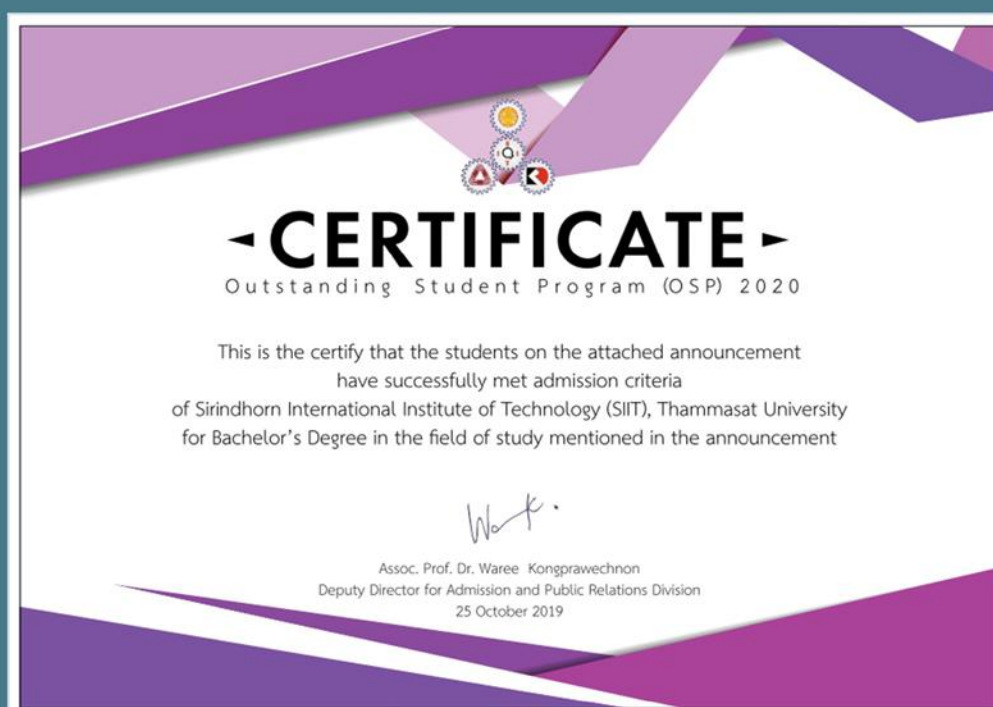 CERTIFICATE
Outstanding Student Program (OSP) 2020
This is the certify that the students on the attached announcement
have successfully met admission criteria
of Sirindhorn International Institute of Technology (SIIT), Thammasat University
for Bachelor's Degree in the field of study mentioned in the announcement
Assoc. Prof. Dr. Waree Kongprawechnon
Deputy Director for Admission and Public Relations Division
25 October 2019